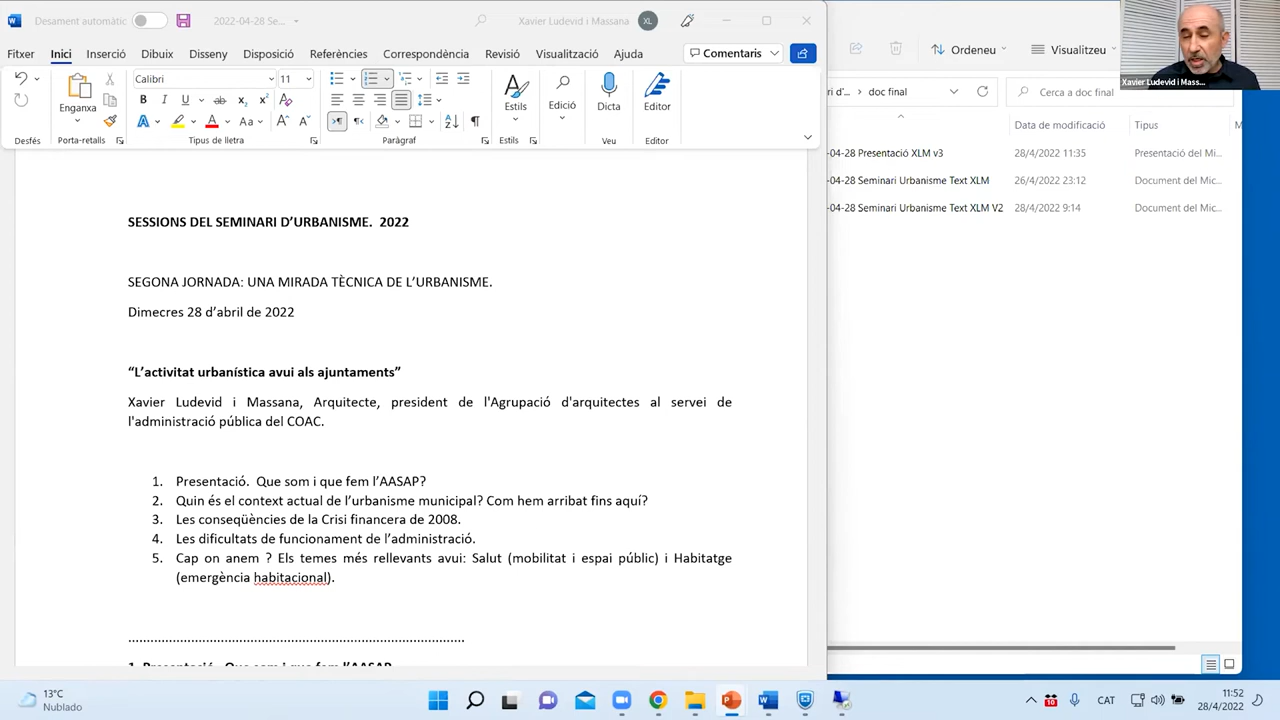 Desament automàtic
2022-04-28 Se...
Xavier Ludevid i Massana
XL
Fitxer Inici Inserció Dibuix Disseny Disposició Referències Correspondència Revisió Visualització Ajuda
Comentaris
Enganxa
Calibri 11
Estils
Edició
Dicta
Editor
Desfés Porta-retalls Tipus de lletra Paràgraf Estils Veu Editor
SESSIONS DEL SEMINARI D’URBANISME. 2022
SEGONA JORNADA: UNA MIRADA TÈCNICA DE L’URBANISME.
Dimecres 28 d’abril de 2022
“L’activitat urbanística avui als ajuntaments”
Xavier Ludevid i Massana, Arquitecte, president de l'Agrupació d'arquitectes al servei de
l'administració pública del COAC.
1. Presentació. Que som i que fem l’AASAP?
2. Quin és el context actual de l’urbanisme municipal? Com hem arribat fins aquí?
3. Les conseqüències de la Crisi financera de 2008.
4. Les dificultats de funcionament de l’administració.
5. Cap on anem ? Els temes més rellevants avui: Salut (mobilitat i espai públic) i Habitatge
(emergència habitacional).
1. Presentació. Que som i que fem l’AASAP
Ordeneu
Visualitzeu
ri d'... doc final
Cerca a doc final
Data de modificació Tipus
-04-28 Presentació XLM v3 28/4/2022 11:35 Presentació del Mi...
-04-28 Seminari Urbanisme Text XLM 26/4/2022 23:12 Document del Mic...
-04-28 Seminari Urbanisme Text XLM V2 28/4/2022 9:14 Document del Mic...
Xavier Ludevid i Mass...
13°C
Nublado
CAT
11:52
28/4/2022